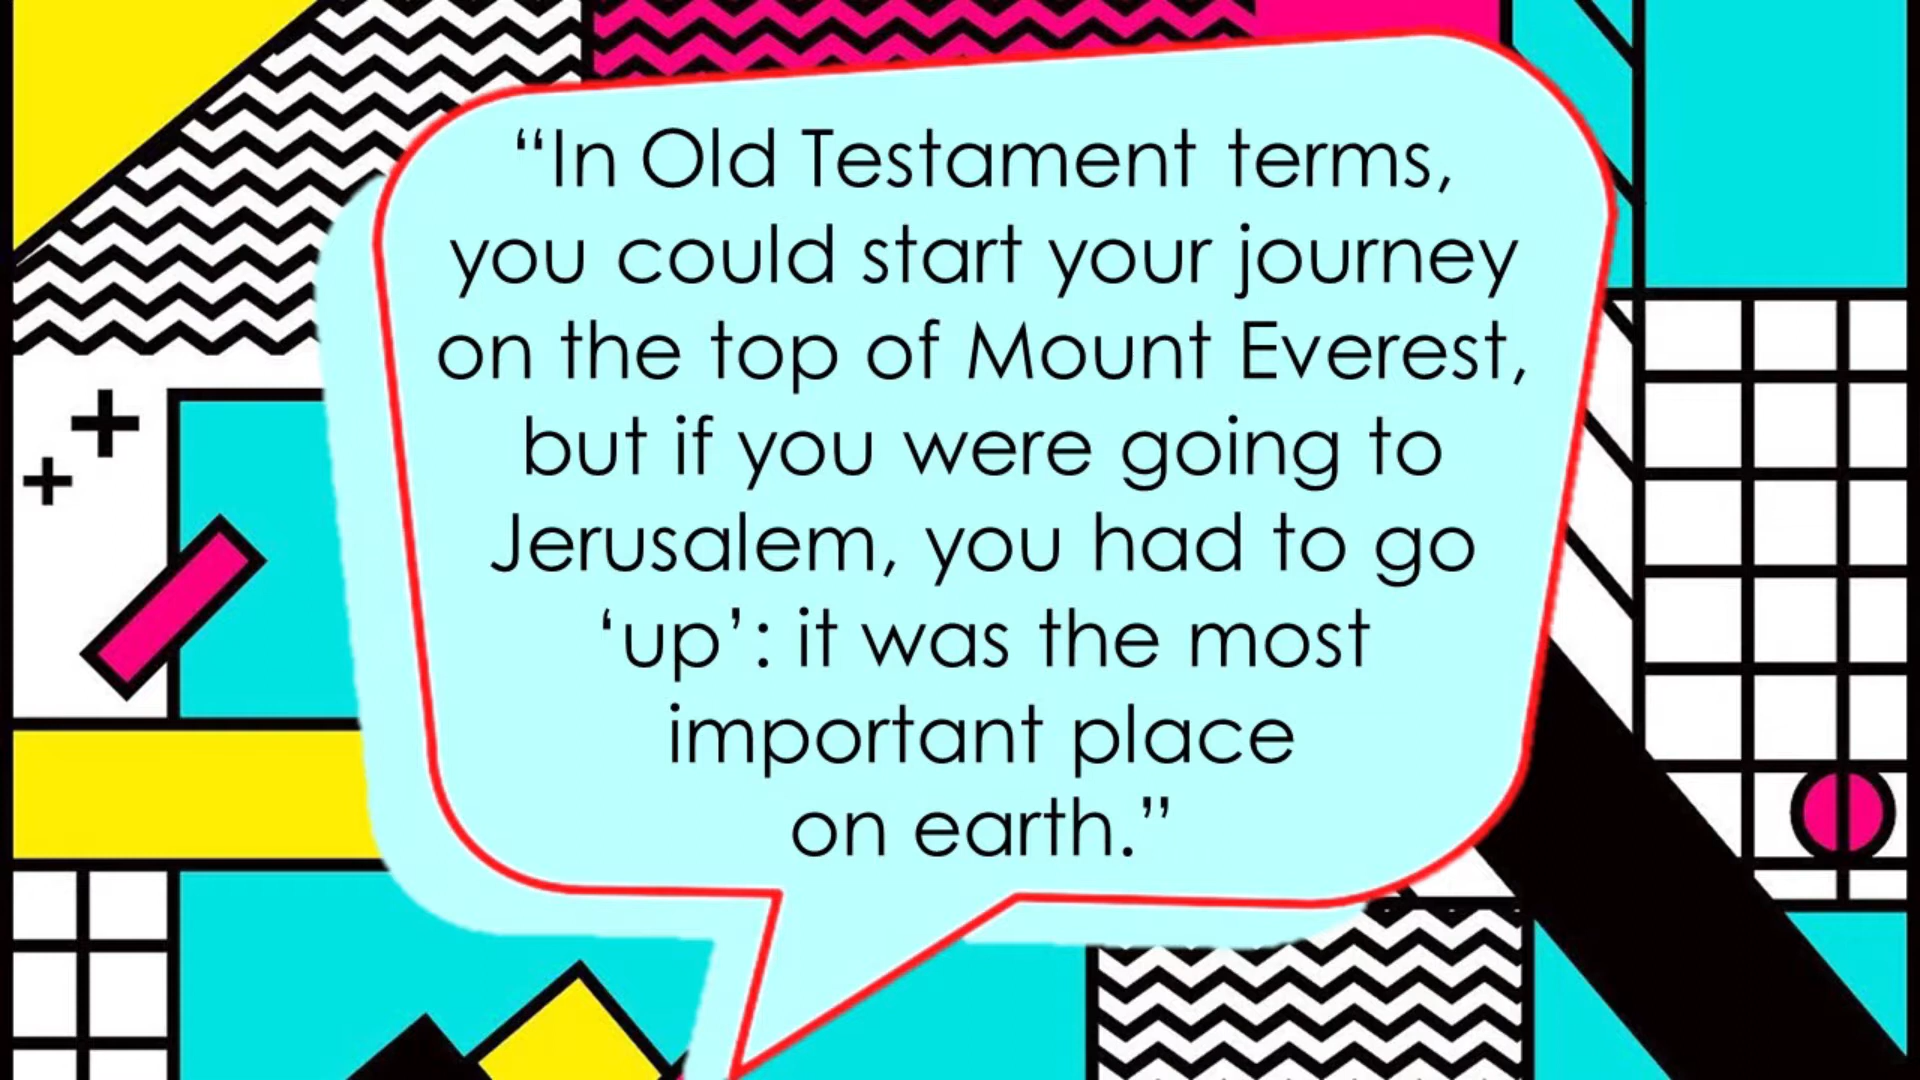 “In Old Testament terms,
you could start your journey
on the top of Mount Everest,
but if you were going to
Jerusalem, you had to go
‘up’: it was the most
important place
on earth.”